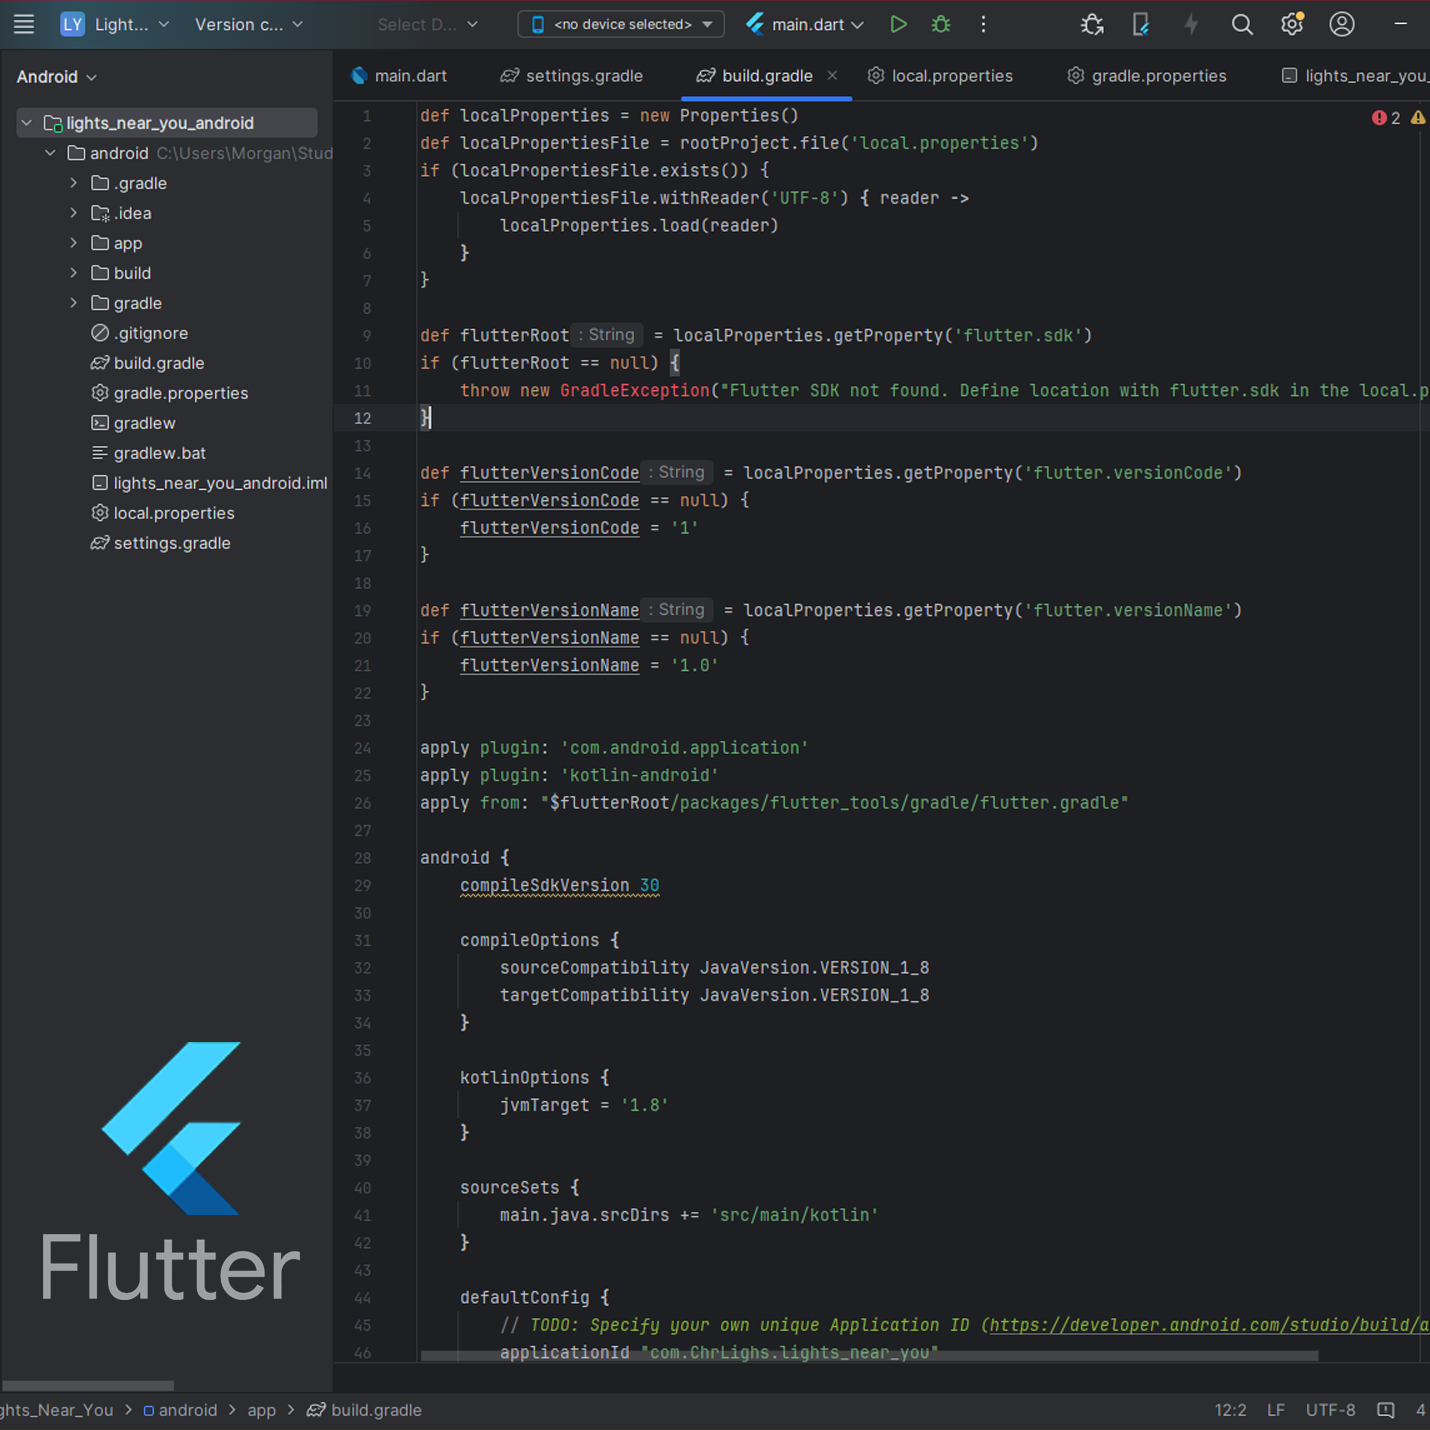 LY Light... Version c... Select D... <no device selected> main.dart
Android
main.dart settings.gradle build.gradle local.properties gradle.properties lights_near_you_
lights_near_you_android
android C:\Users\Morgan\Stud
.gradle
.idea
app
build
gradle
.gitignore
build.gradle
gradle.properties
gradlew
gradlew.bat
lights_near_you_android.iml
local.properties
settings.gradle
Flutter
2
1 def localProperties = new Properties()
2 def localPropertiesFile = rootProject.file('local.properties')
3 if (localPropertiesFile.exists()) {
4 localPropertiesFile.withReader('UTF-8') { reader ->
5 localProperties.load(reader)
6 }
7 }
8
9 def flutterRoot : String = localProperties.getProperty('flutter.sdk')
10 if (flutterRoot == null) {
11 throw new GradleException("Flutter SDK not found. Define location with flutter.sdk in the local.p
12 }
13
14 def flutterVersionCode : String = localProperties.getProperty('flutter.versionCode')
15 if (flutterVersionCode == null) {
16 flutterVersionCode = '1'
17 }
18
19 def flutterVersionName : String = localProperties.getProperty('flutter.versionName')
20 if (flutterVersionName == null) {
21 flutterVersionName = '1.0'
22 }
23
24 apply plugin: 'com.android.application'
25 apply plugin: 'kotlin-android'
26 apply from: "$flutterRoot/packages/flutter_tools/gradle/flutter.gradle"
27
28 android {
29 compileSdkVersion 30
30
31 compileOptions {
32 sourceCompatibility JavaVersion.VERSION_1_8
33 targetCompatibility JavaVersion.VERSION_1_8
34 }
35
36 kotlinOptions {
37 jvmTarget = '1.8'
38 }
39
40 sourceSets {
41 main.java.srcDirs += 'src/main/kotlin'
42 }
43
44 defaultConfig {
45 // TODO: Specify your own unique Application ID (https://developer.android.com/studio/build/a
46 applicationId "com.ChrLighs.lights_near_you"
ghts_Near_You > android > app > build.gradle 12:2 LF UTF-8 4